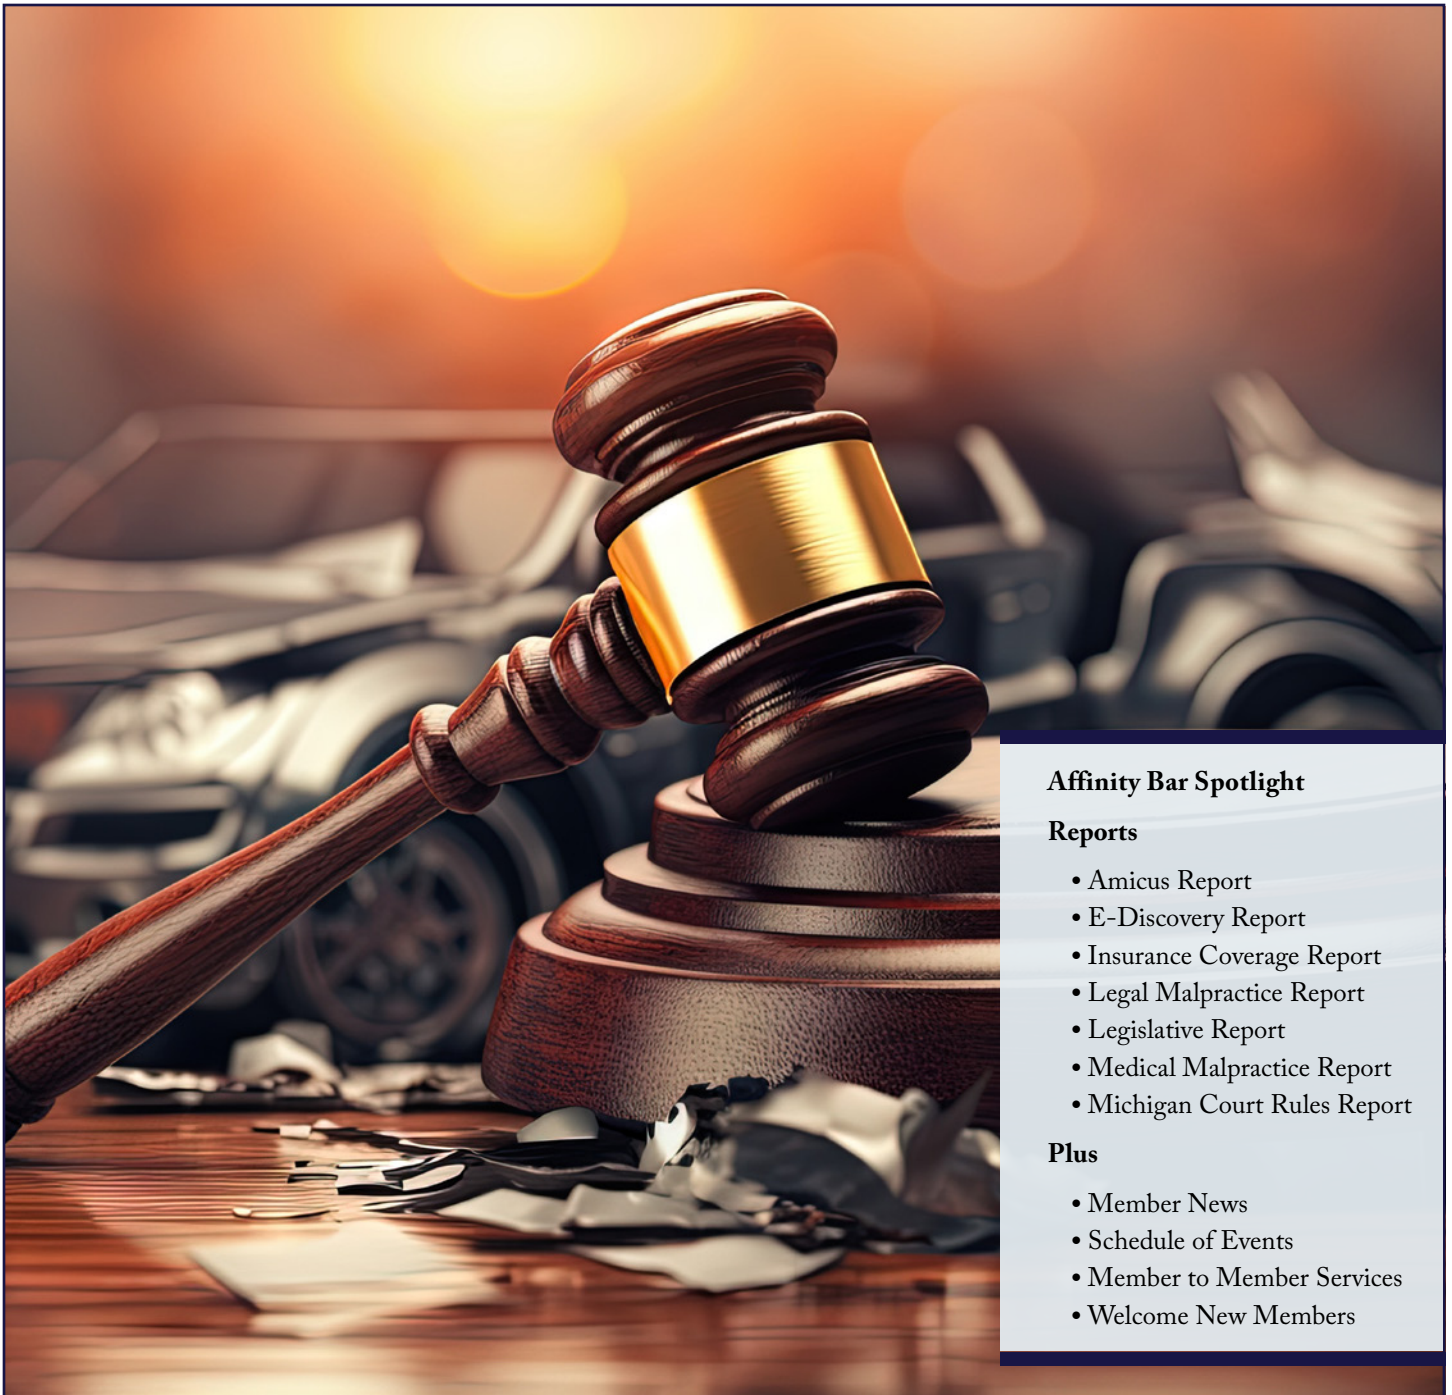 Affinity Bar Spotlight
Reports
• Amicus Report
• E-Discovery Report
• Insurance Coverage Report
• Legal Malpractice Report
• Legislative Report
• Medical Malpractice Report
• Michigan Court Rules Report
Plus
• Member News
• Schedule of Events
• Member to Member Services
• Welcome New Members